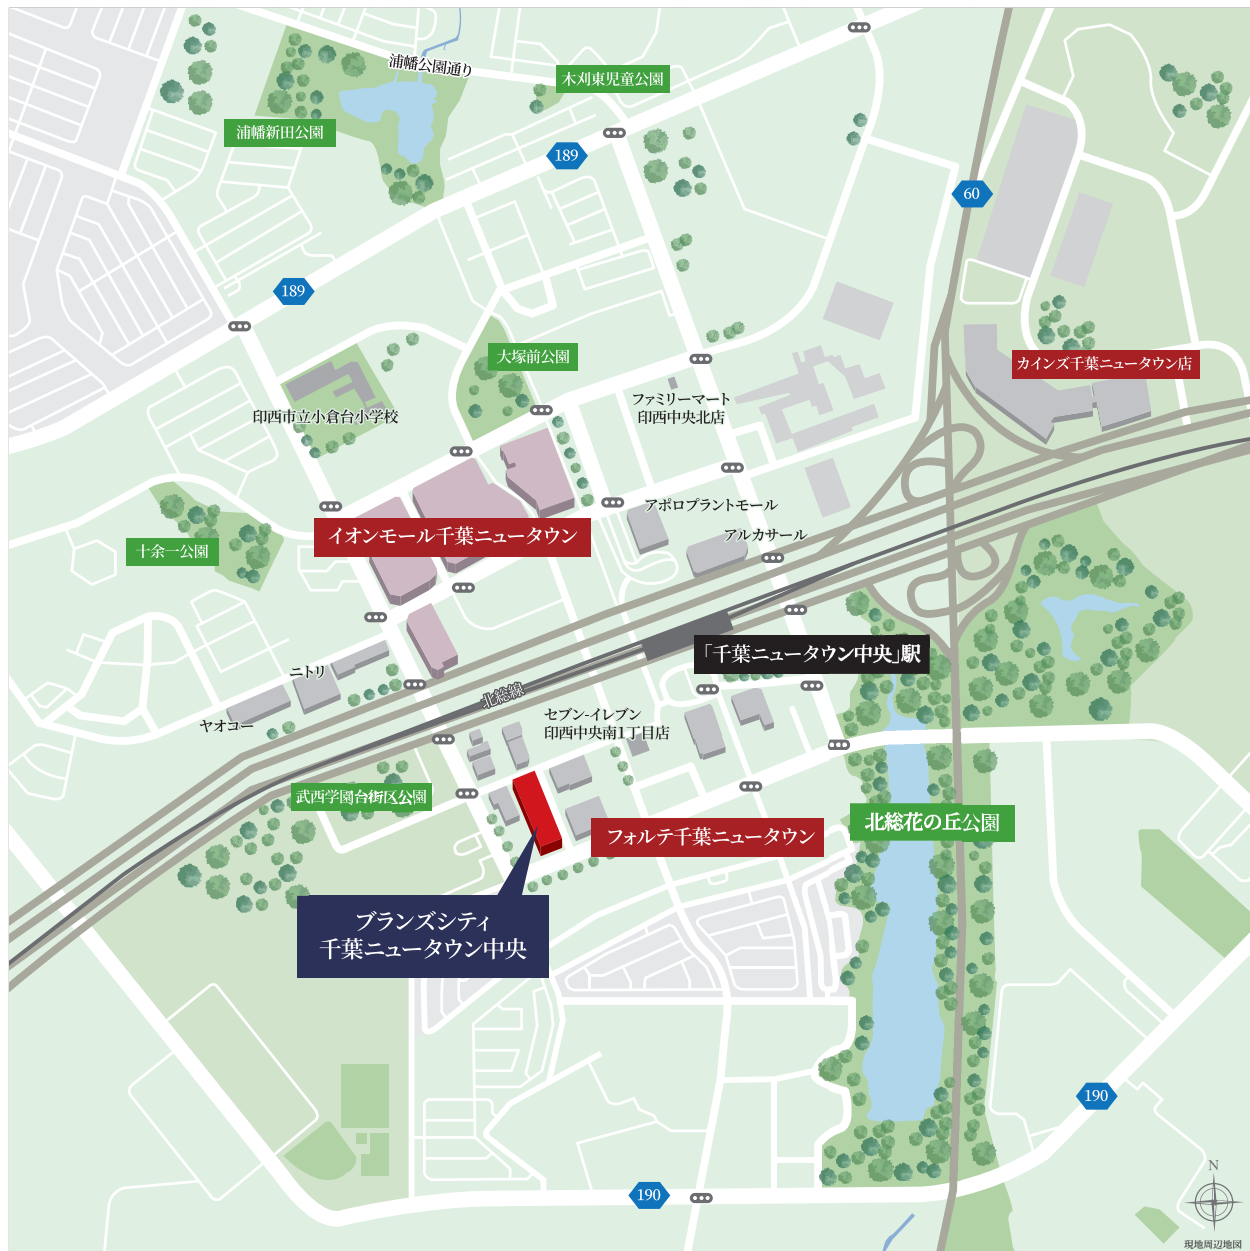 浦幡公園通り
木刈東児童公園
浦幡新田公園
189
60
189
大塚前公園
カインズ千葉ニュータウン店
印西市立小倉台小学校
ファミリーマート
印西中央北店
アポロプラントモール
イオンモール千葉ニュータウン
アルカサール
十余一公園
「千葉ニュータウン中央」駅
ニトリ
北総線
ヤオコー
セブン-イレブン
印西中央南1丁目店
武西学園台街区公園
フォルテ千葉ニュータウン
北総花の丘公園
ブランズシティ
千葉ニュータウン中央
190
190
N
現地周辺地図